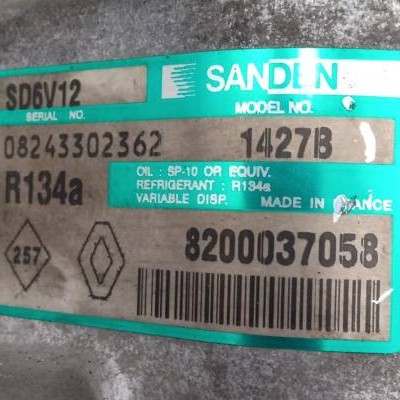 SANDEN
SD6V12
SERIAL NO.
MODEL NO.
08243302362
1427B
R134a
OIL : SP-10 OR EQUIV.
REFRIGERANT : R134a
VARIABLE DISP.
MADE IN FRANCE
257
8200037058